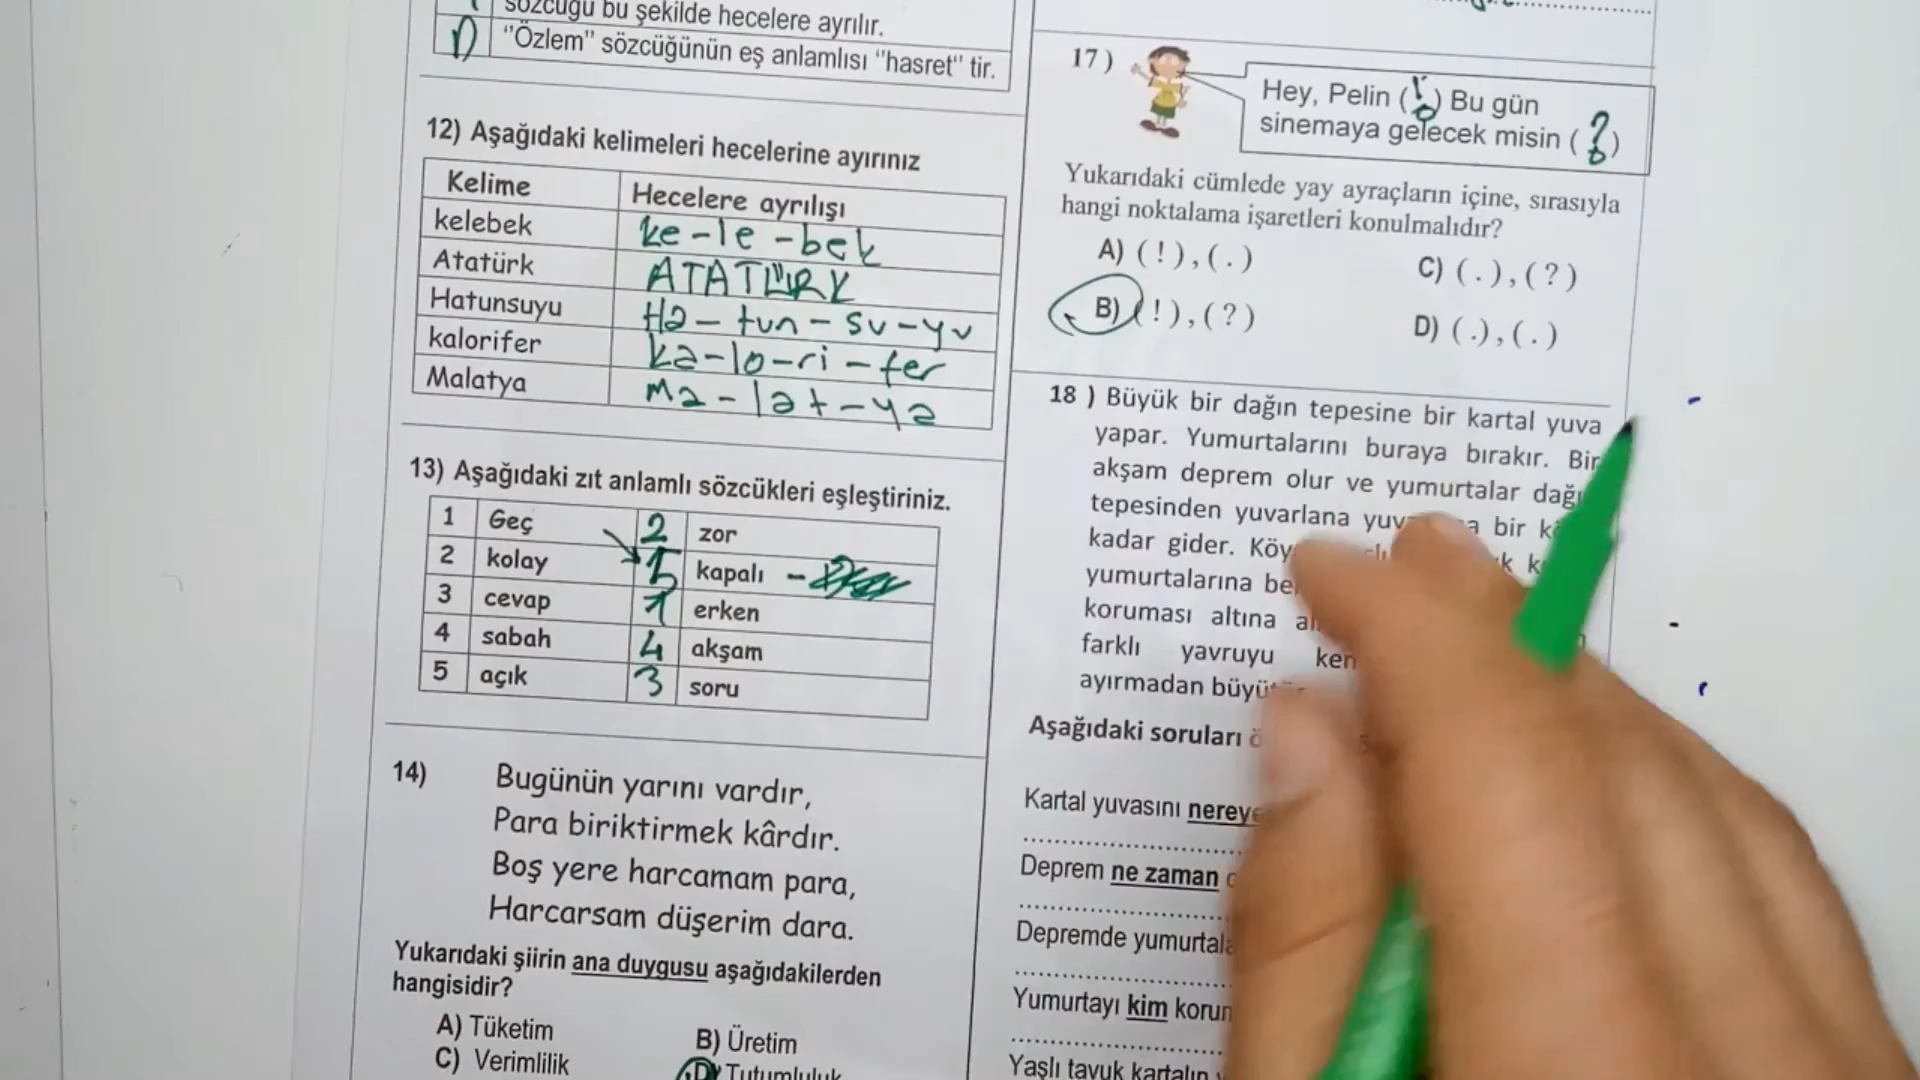 sözcüğü bu şekilde hecelere ayrılır.
D "Özlem" sözcüğünün eş anlamlısı "hasret" tir.
12) Aşağıdaki kelimeleri hecelerine ayırınız
Kelime Hecelere ayrılışı
kelebek ke-le-bek
Atatürk ATATÜRK
Hatunsuyu Ha-tun-su-yu
kalorifer ka-lo-ri-fer
Malatya Ma-lat-ya
13) Aşağıdaki zıt anlamlı sözcükleri eşleştiriniz.
1 Geç 2 zor
2 kolay 5 kapalı -
3 cevap 1 erken
4 sabah 4 akşam
5 açık 3 soru
14) Bugünün yarını vardır,
Para biriktirmek kârdır.
Boş yere harcamam para,
Harcarsam düşerim dara.
Yukarıdaki şiirin ana duygusu aşağıdakilerden
hangisidir?
A) Tüketim B) Üretim
C) Verimlilik D) Tutumluluk
17) Hey, Pelin (!) Bu gün
sinemaya gelecek misin (?)
Yukarıdaki cümlede yay ayraçların içine, sırasıyla
hangi noktalama işaretleri konulmalıdır?
A) (!),(.) C) (.),(?)
B) (!),(?) D) (.),(.)
18 ) Büyük bir dağın tepesine bir kartal yuva
yapar. Yumurtalarını buraya bırakır. Bir
akşam deprem olur ve yumurtalar
tepesinden yuvarlana bir
kadar gider.
yumurtalarına
koruması altına
farklı yavruyu
ayırmadan
Aşağıdaki soruları
Kartal yuvasını nereye
Deprem ne zaman
Depremde
Yumurtayı kim
Yaşlı tavuk kartalın